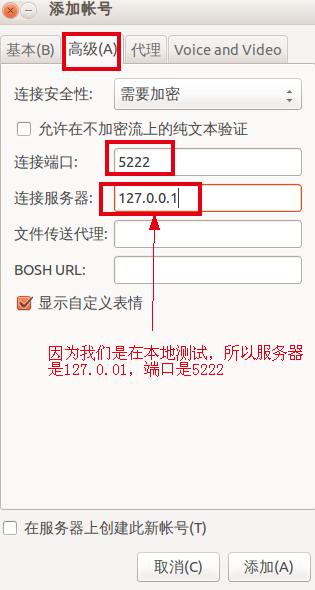 添加帐号
基本(B) 高级(A) 代理 Voice and Video
连接安全性: 需要加密
允许在不加密流上的纯文本验证
连接端口: 5222
连接服务器: 127.0.0.1
文件传送代理:
BOSH URL:
显示自定义表情
因为我们是在本地测试，所以服务器
是127.0.01，端口是5222
在服务器上创建此新帐号(T)
取消(C) 添加(A)